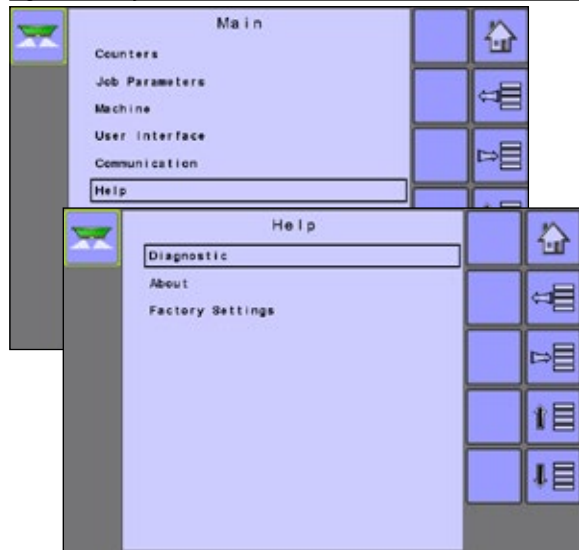 Main
Counters
Job Parameters
Machine
User Interface
Communication
Help
Help
Diagnostic
About
Factory Settings